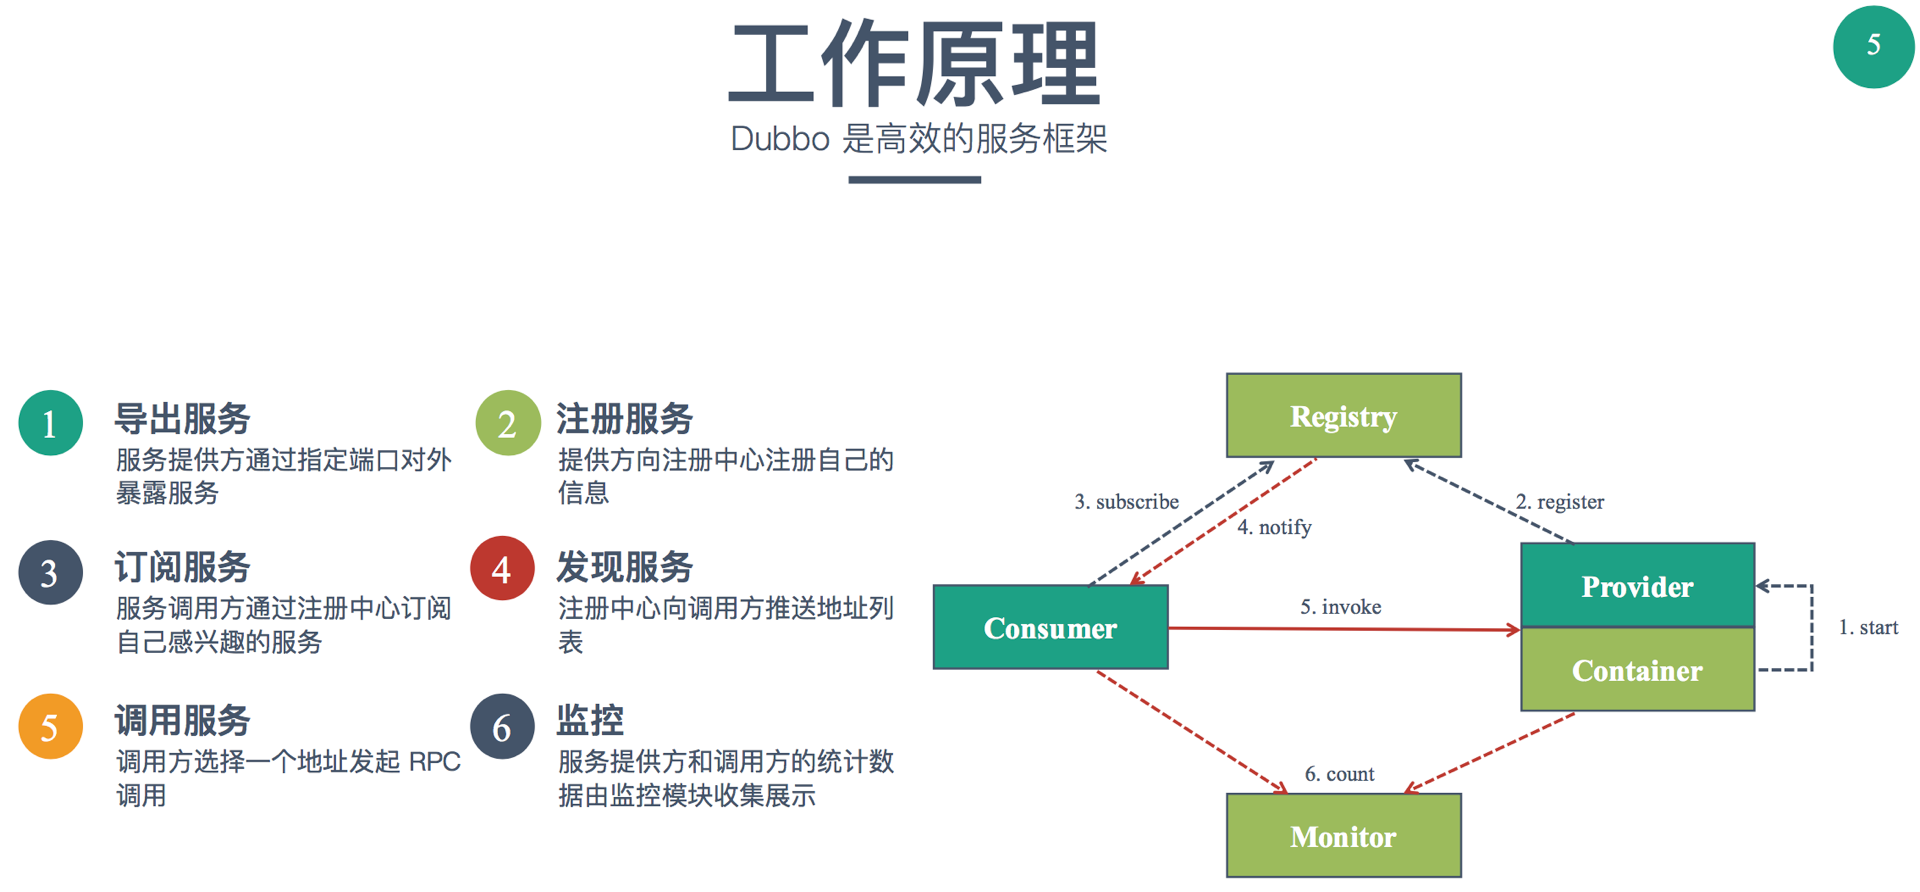 工作原理
5
Dubbo 是高效的服务框架
1
导出服务
服务提供方通过指定端口对外
暴露服务
2
注册服务
提供方向注册中心注册自己的
信息
3
订阅服务
服务调用方通过注册中心订阅
自己感兴趣的服务
4
发现服务
注册中心向调用方推送地址列
表
5
调用服务
调用方选择一个地址发起 RPC
调用
6
监控
服务提供方和调用方的统计数
据由监控模块收集展示
Registry
3. subscribe
4. notify
2. register
Provider
Consumer
5. invoke
Container
1. start
6. count
Monitor